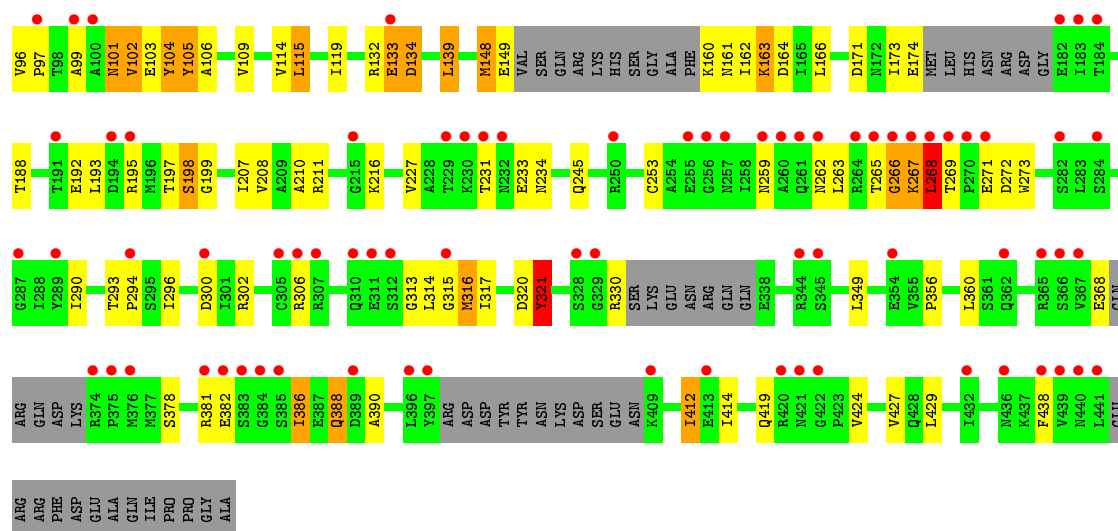 V96 P97 T98 A99 A100 N101 V102 E103 Y104 Y105 A106 V109 V114 L115 I119 R132 E133 D134 L139 M148 E149 VAL SER GLN ARG LYS HIS SER GLY ALA PHE K160 N161 I162 K163 D164 I165 L166 D171 N172 I173 E174 MET LEU HIS ASN ARG ASP GLY E182 I183 T184
T188 T191 E192 L193 D194 R195 M196 T197 S198 G199 I207 V208 A209 A210 R211 G215 K216 V227 A228 T229 K230 T231 N232 E233 N234 Q245 R250 C253 A254 E255 G256 N257 I258 N259 A260 Q261 N262 L263 R264 T265 G266 K267 L268 T269 P270 E271 D272 W273 S282 L283 S284
G287 I288 Y289 I290 T293 P294 S295 I296 D300 I301 R302 C305 R306 R307 Q310 E311 S312 G313 L314 G315 M316 I317 D320 Y321 S328 G329 R330 SER LYS GLU ASN ARG GLN GLN E338 R344 S345 L349 E354 V355 P356 L360 S361 Q362 R365 S366 V367 E368 GLN
ARG GLN ASP LYS R374 P375 M376 M377 S378 R381 E382 S383 G384 S385 I386 E387 Q388 D389 A390 L396 Y397 ARG ASP ASP TYR TYR ASN LYS ASP SER GLU ASN K409 I412 E413 I414 Q419 R420 N421 G422 P423 V424 V427 Q428 L429 I432 N436 K437 F438 V439 N440 L441 GLU
ARG ARG PHE ASP GLU ALA GLN ILE PRO PRO GLY ALA